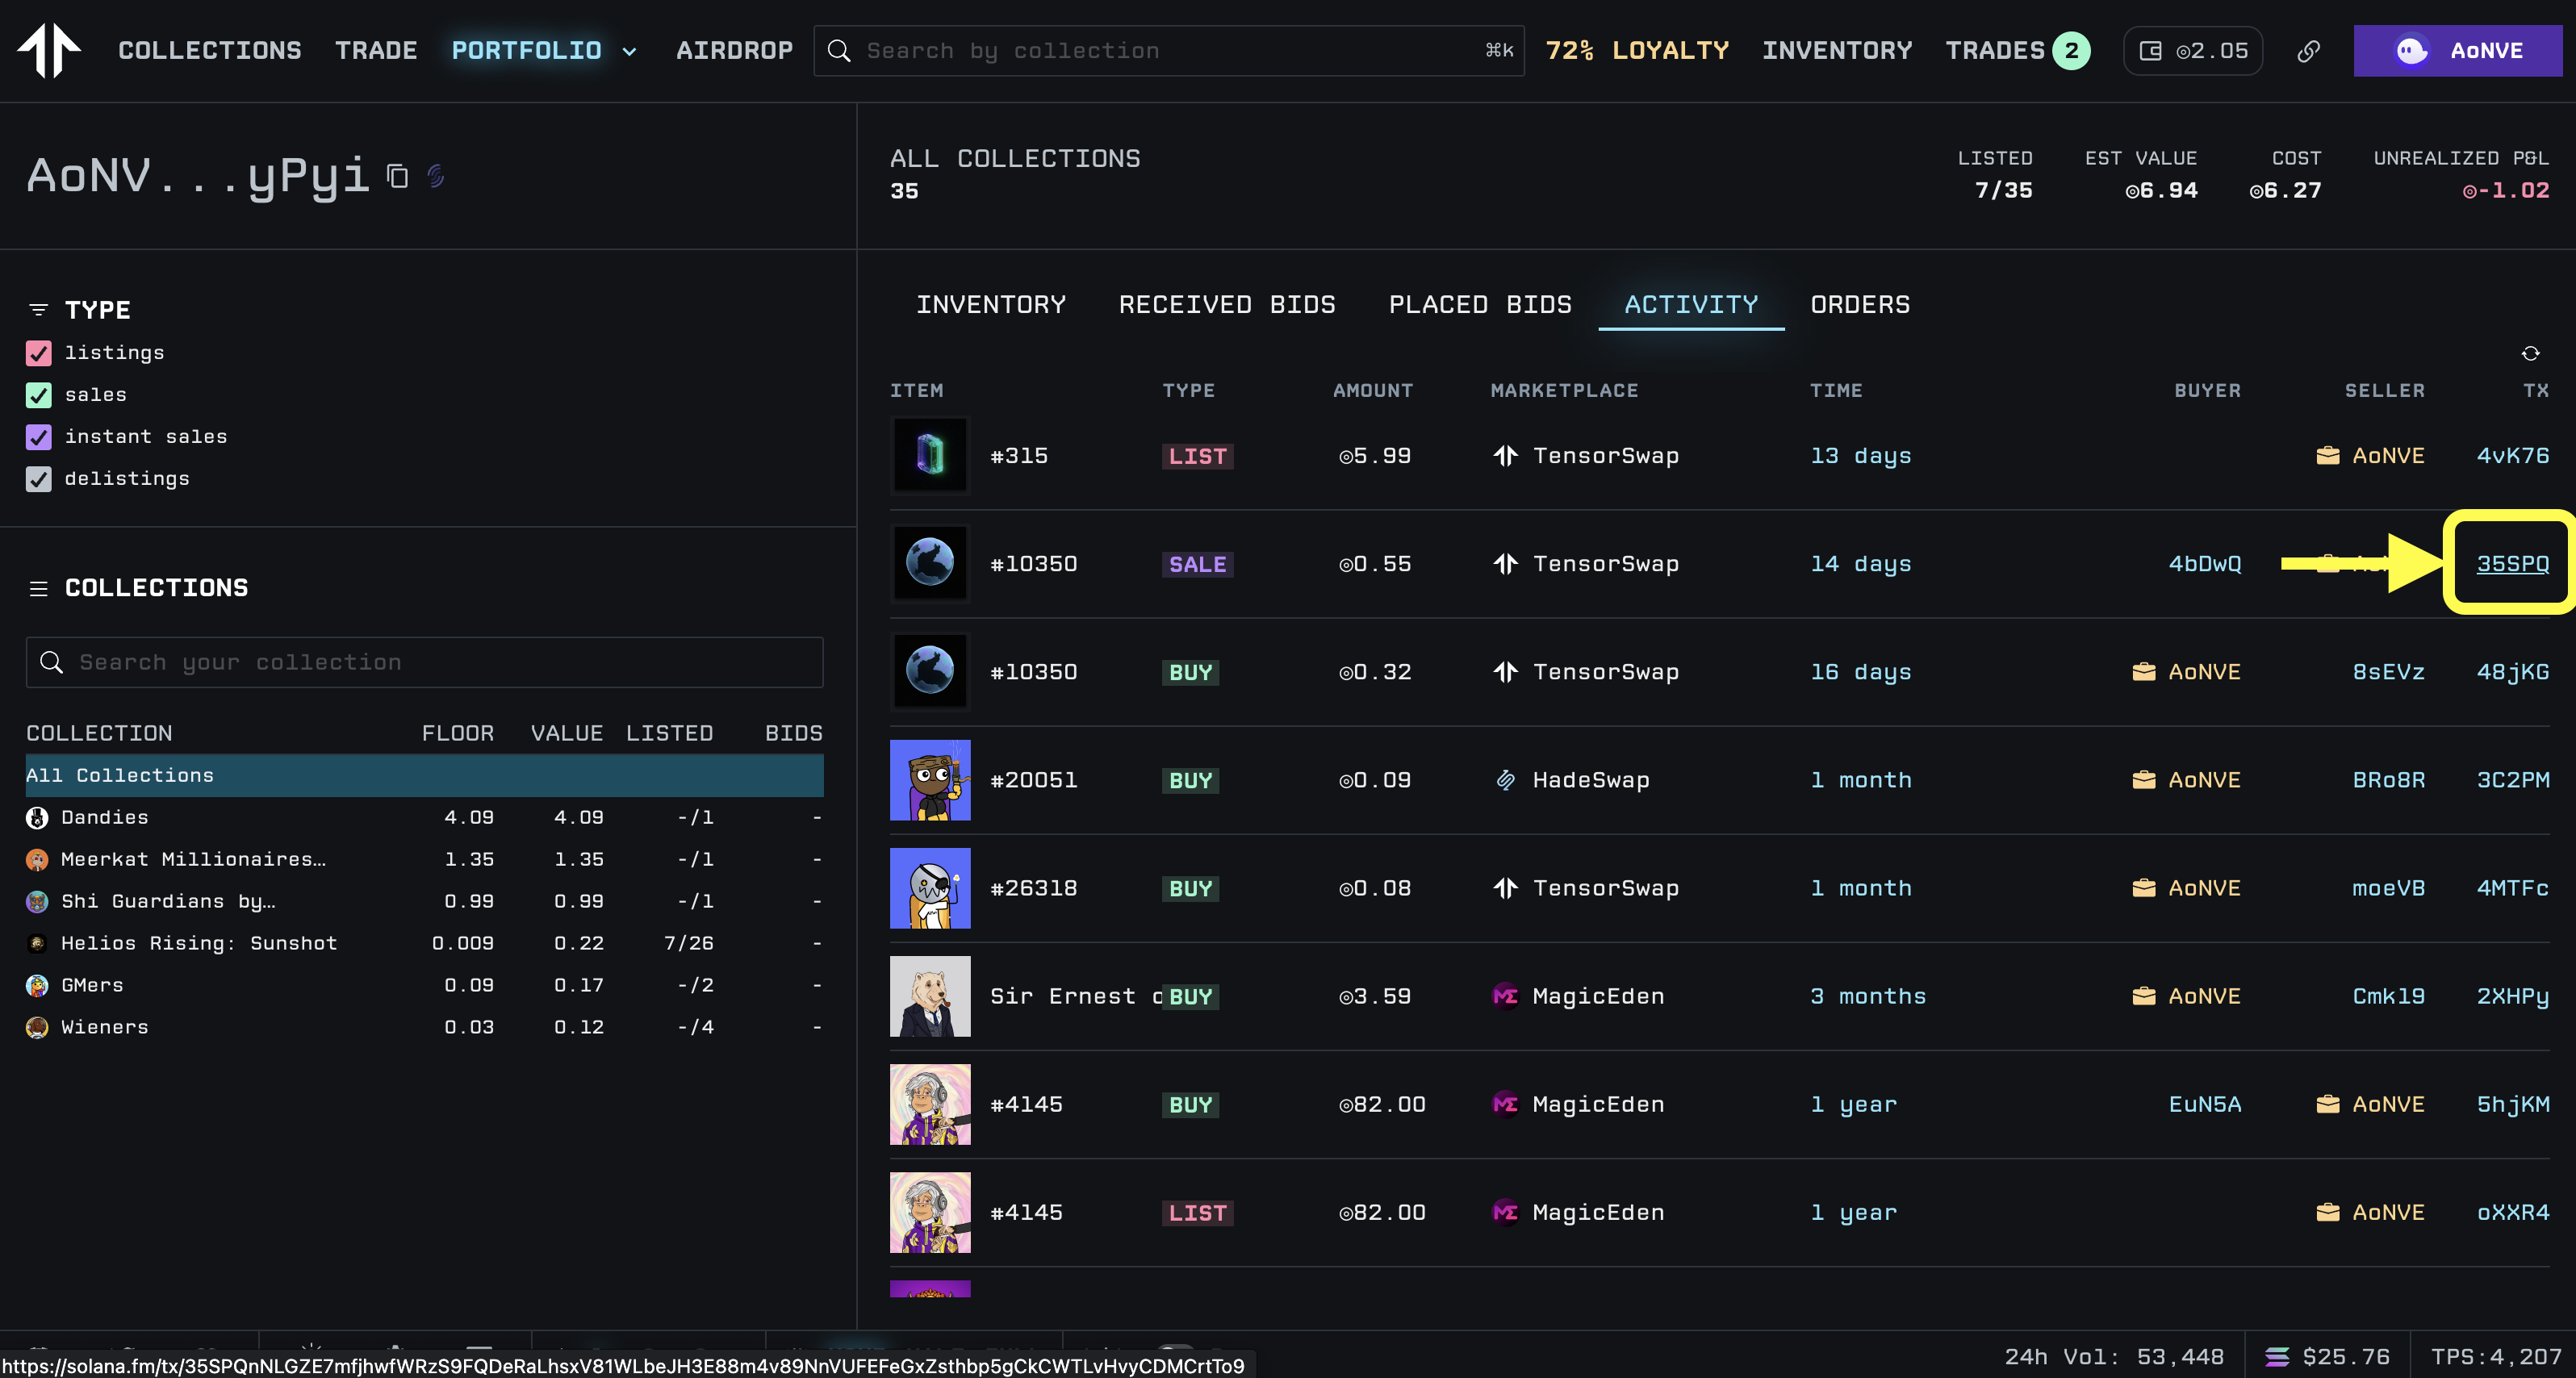 COLLECTIONS TRADE PORTFOLIO AIRDROP Search by collection ⌘k 72% LOYALTY INVENTORY TRADES 2 ◎2.05 AoNVE
AoNV...yPyi
ALL COLLECTIONS
35
LISTED EST VALUE COST UNREALIZED P&L
7/35 ◎6.94 ◎6.27 ◎-1.02
TYPE
listings
sales
instant sales
delistings
COLLECTIONS
Search your collection
COLLECTION FLOOR VALUE LISTED BIDS
All Collections
Dandies 4.09 4.09 -/1 -
Meerkat Millionaires… 1.35 1.35 -/1 -
Shi Guardians by… 0.99 0.99 -/1 -
Helios Rising: Sunshot 0.009 0.22 7/26 -
GMers 0.09 0.17 -/2 -
Wieners 0.03 0.12 -/4 -
INVENTORY RECEIVED BIDS PLACED BIDS ACTIVITY ORDERS
ITEM TYPE AMOUNT MARKETPLACE TIME BUYER SELLER TX
#315 LIST ◎5.99 TensorSwap 13 days AoNVE 4vK76
#10350 SALE ◎0.55 TensorSwap 14 days 4bDwQ 35SPQ
#10350 BUY ◎0.32 TensorSwap 16 days AoNVE 8sEVz 48jKG
#20051 BUY ◎0.09 HadeSwap 1 month AoNVE BRo8R 3C2PM
#26318 BUY ◎0.08 TensorSwap 1 month AoNVE moeVB 4MTFc
Sir Ernest BUY ◎3.59 ME MagicEden 3 months AoNVE Cmk19 2XHPy
#4145 BUY ◎82.00 ME MagicEden 1 year EuN5A AoNVE 5hjKM
#4145 LIST ◎82.00 ME MagicEden 1 year AoNVE oXXR4
https://solana.fm/tx/35SPQnNLGZE7mfjhwfWRzS9FQDeRaLhsxV81WLbeJH3E88m4v89NnVUFEFeGxZsthbp5gCkCWTLvHvyCDMCrtTo9
24h Vol: 53,448 $25.76 TPS:4,207